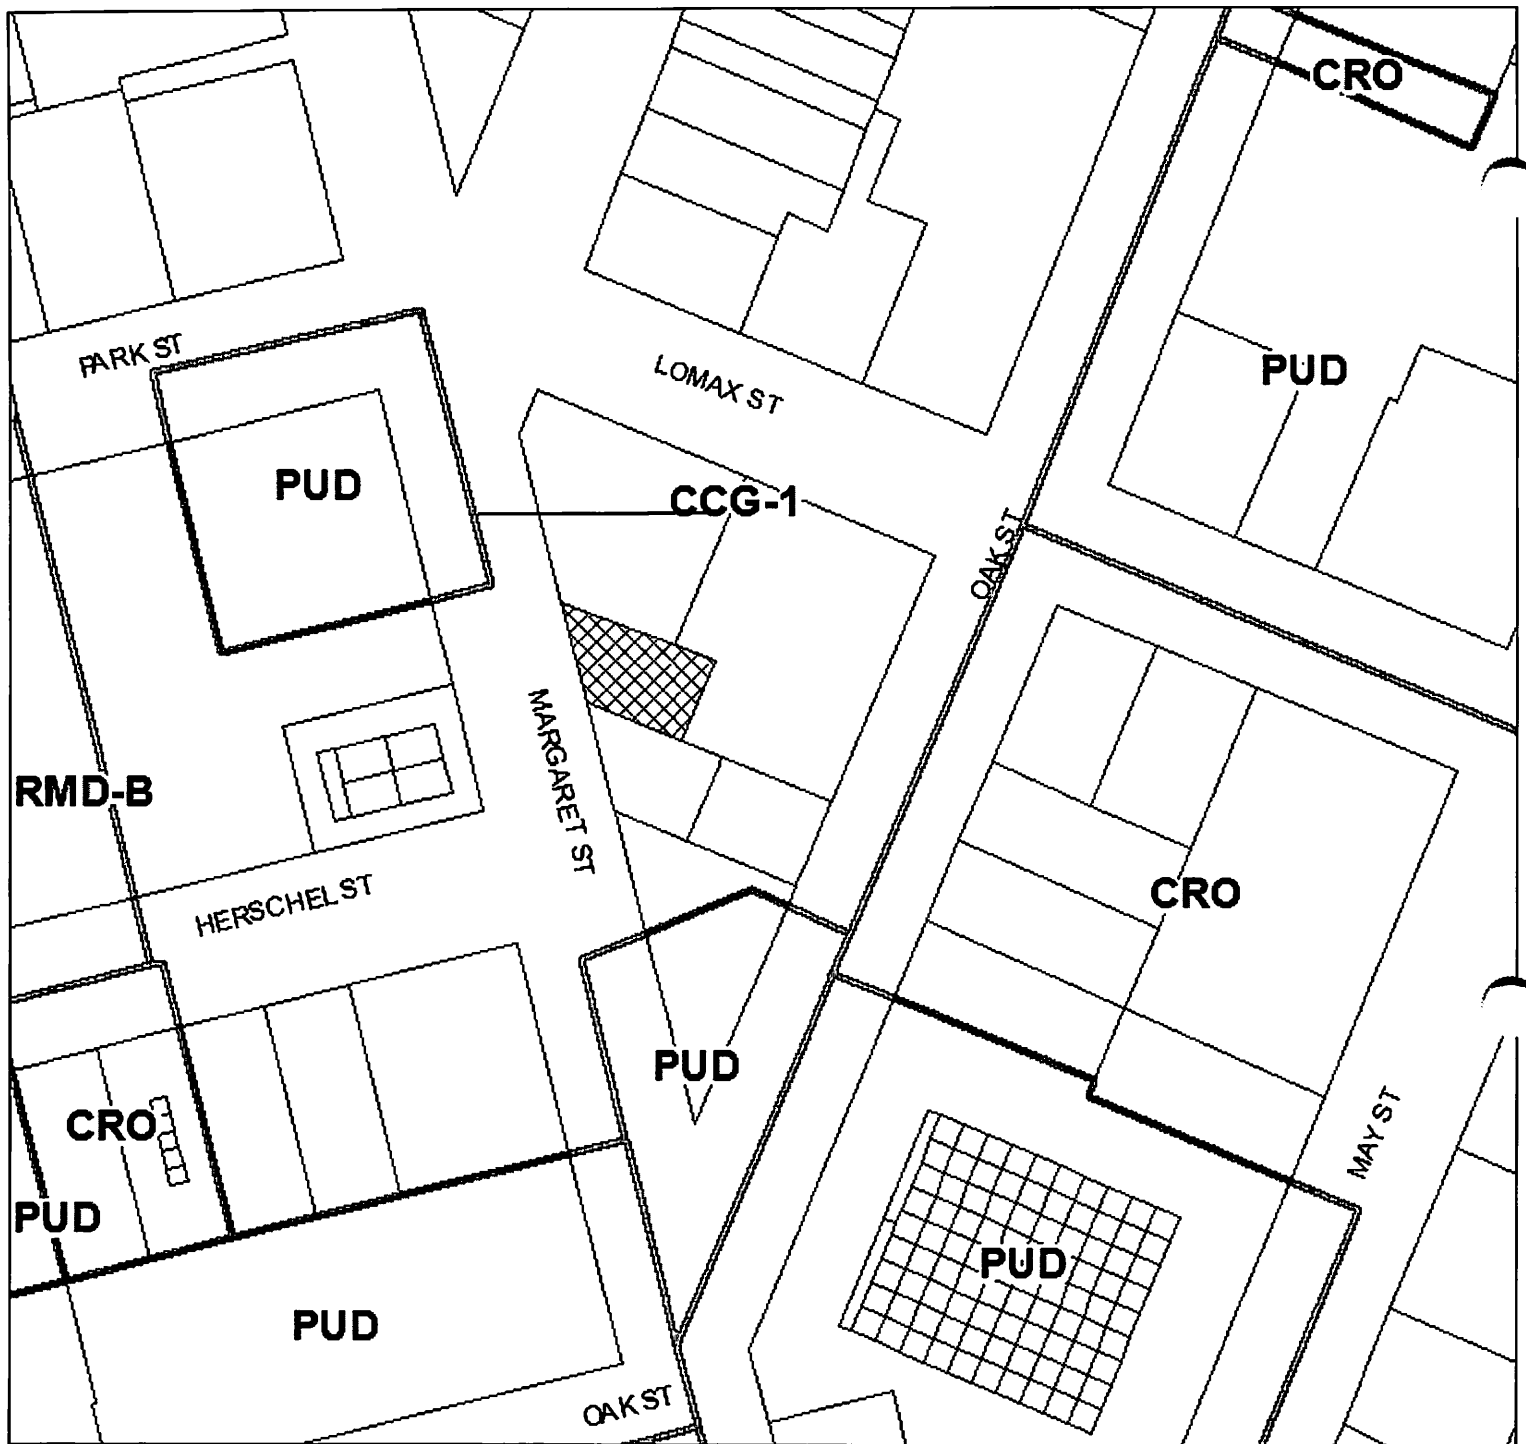 CRO
PARK ST
LOMAX ST
PUD
PUD
CCG-1
OAK ST
MARGARET ST
RMD-B
HERSCHEL ST
CRO
PUD
CRO
MAY ST
PUD
PUD
PUD
OAK ST